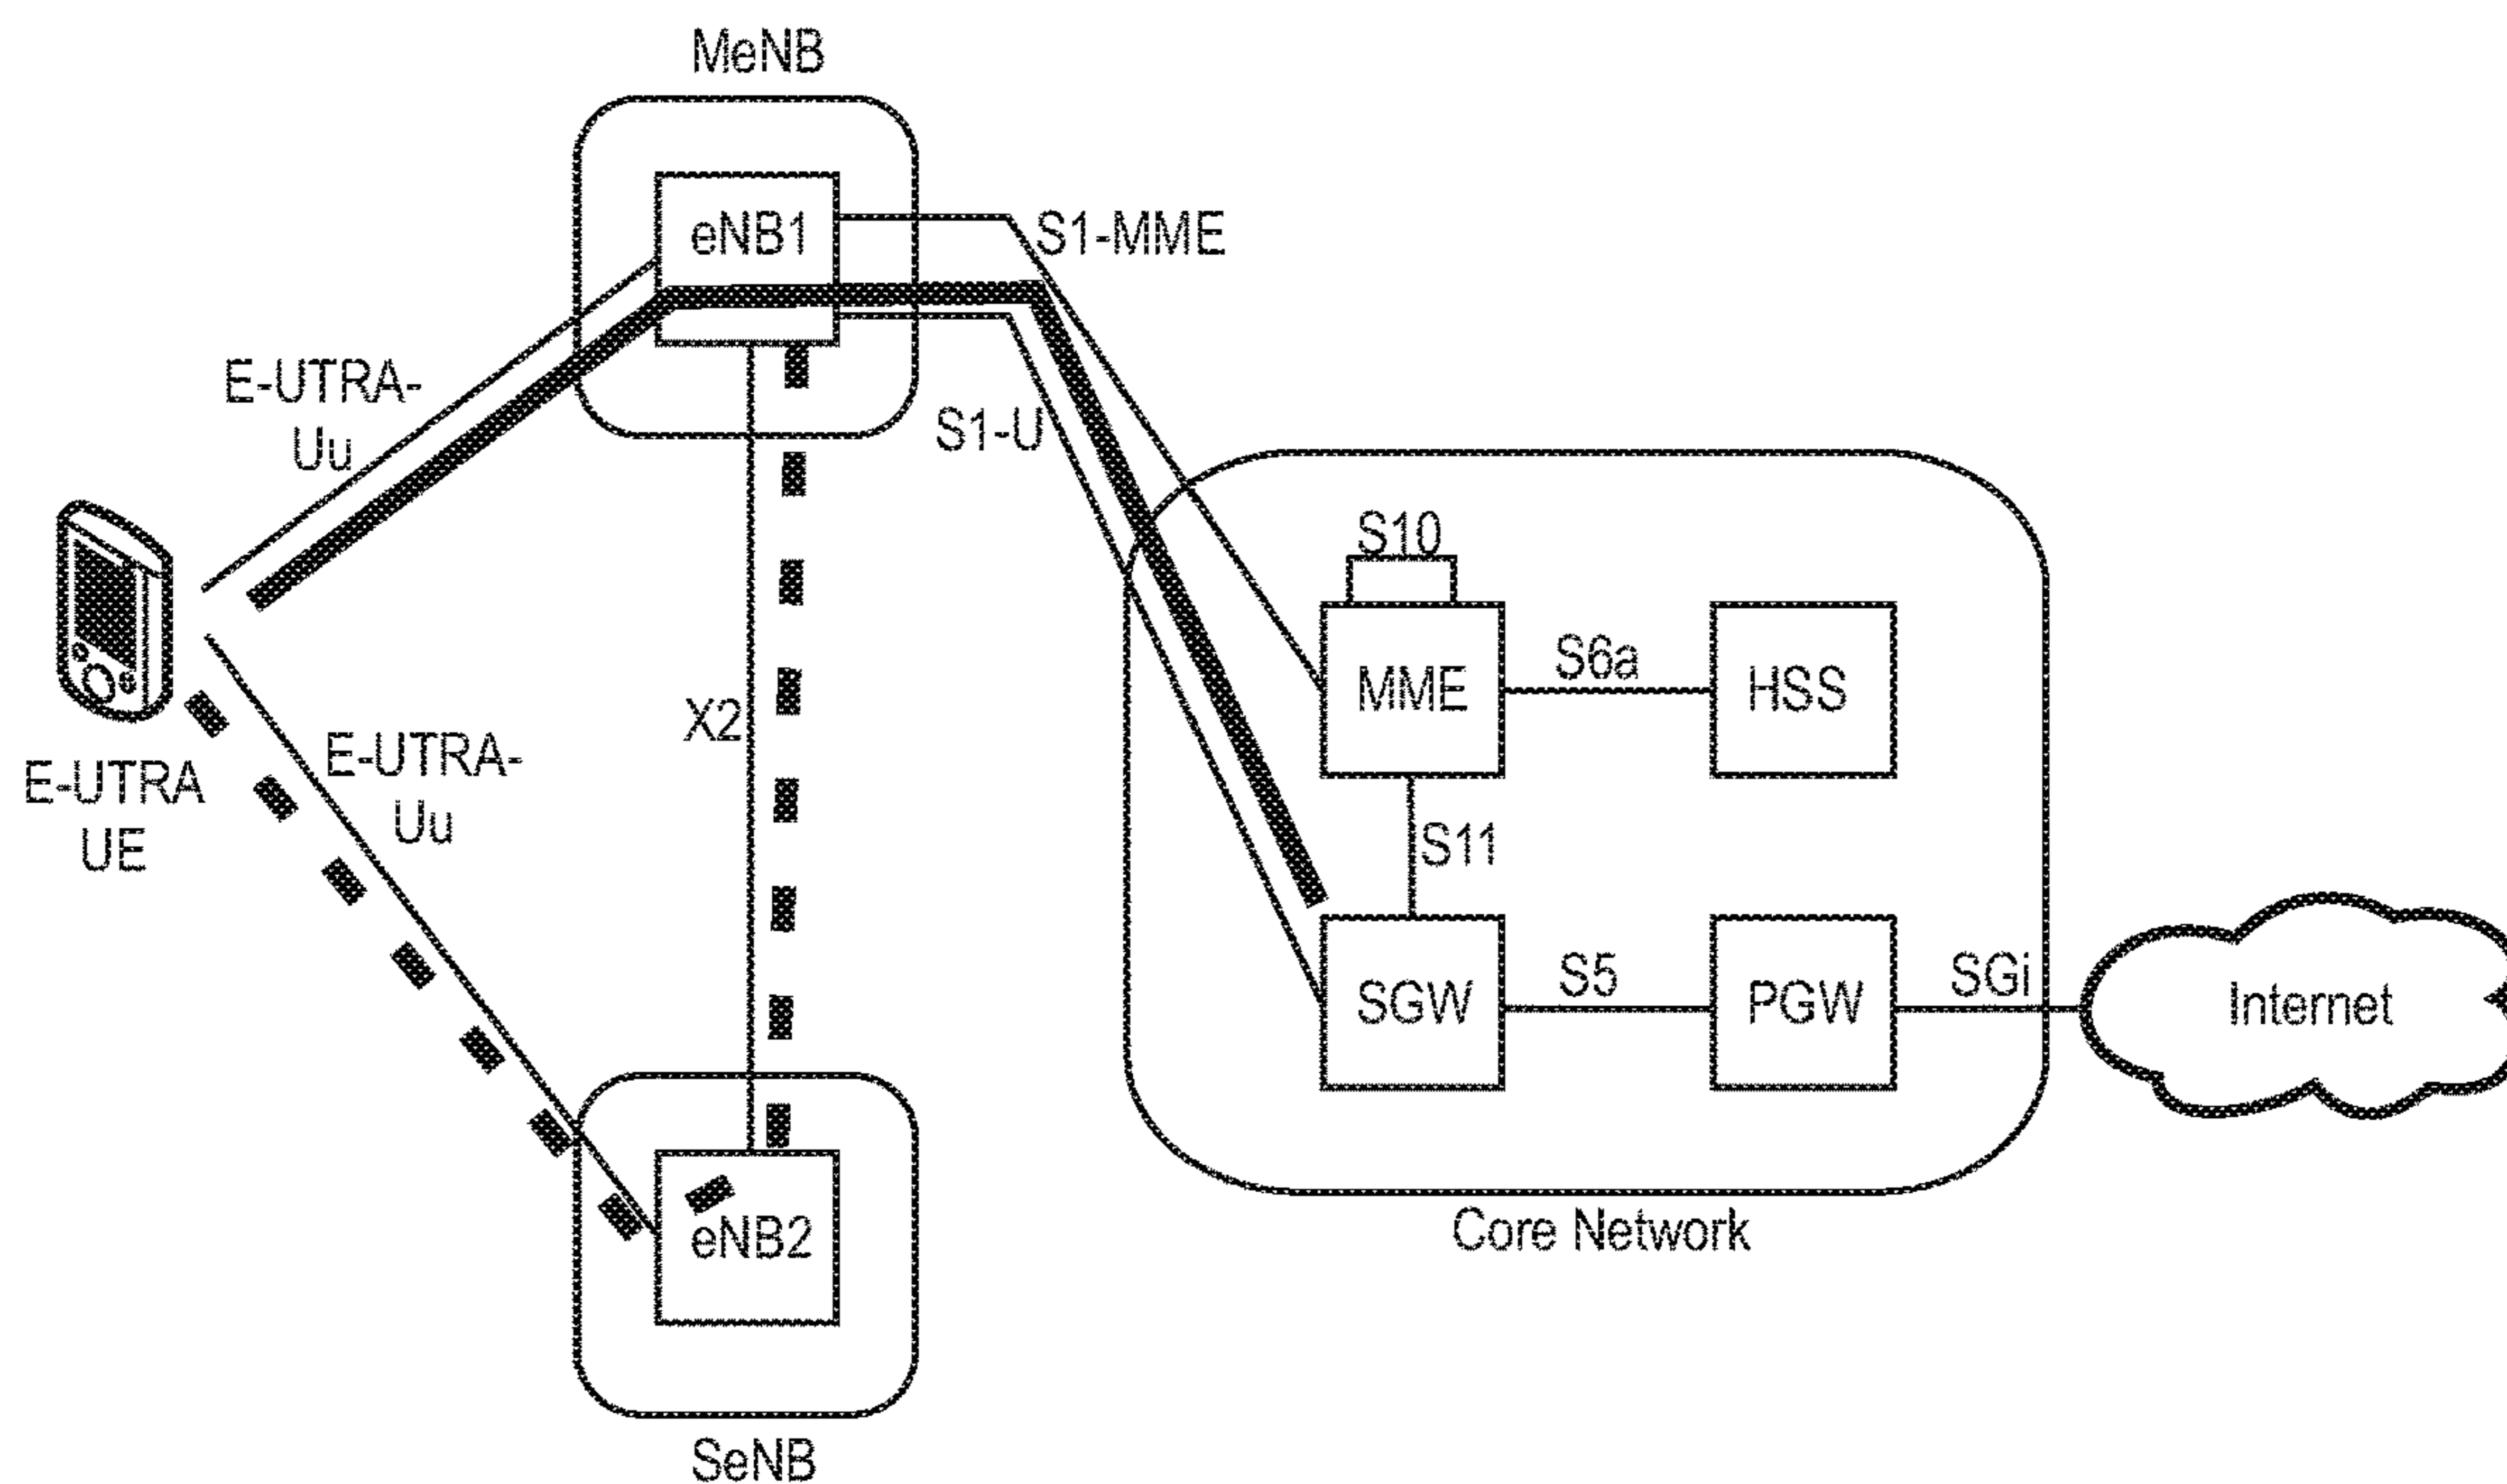 MeNB
eNB1
S1-MME
E-UTRA-
Uu
S1-U
S10
MME
S6a
HSS
X2
E-UTRA-
Uu
E-UTRA
UE
S11
SGW
S5
PGW
SGi
Internet
eNB2
Core Network
SeNB